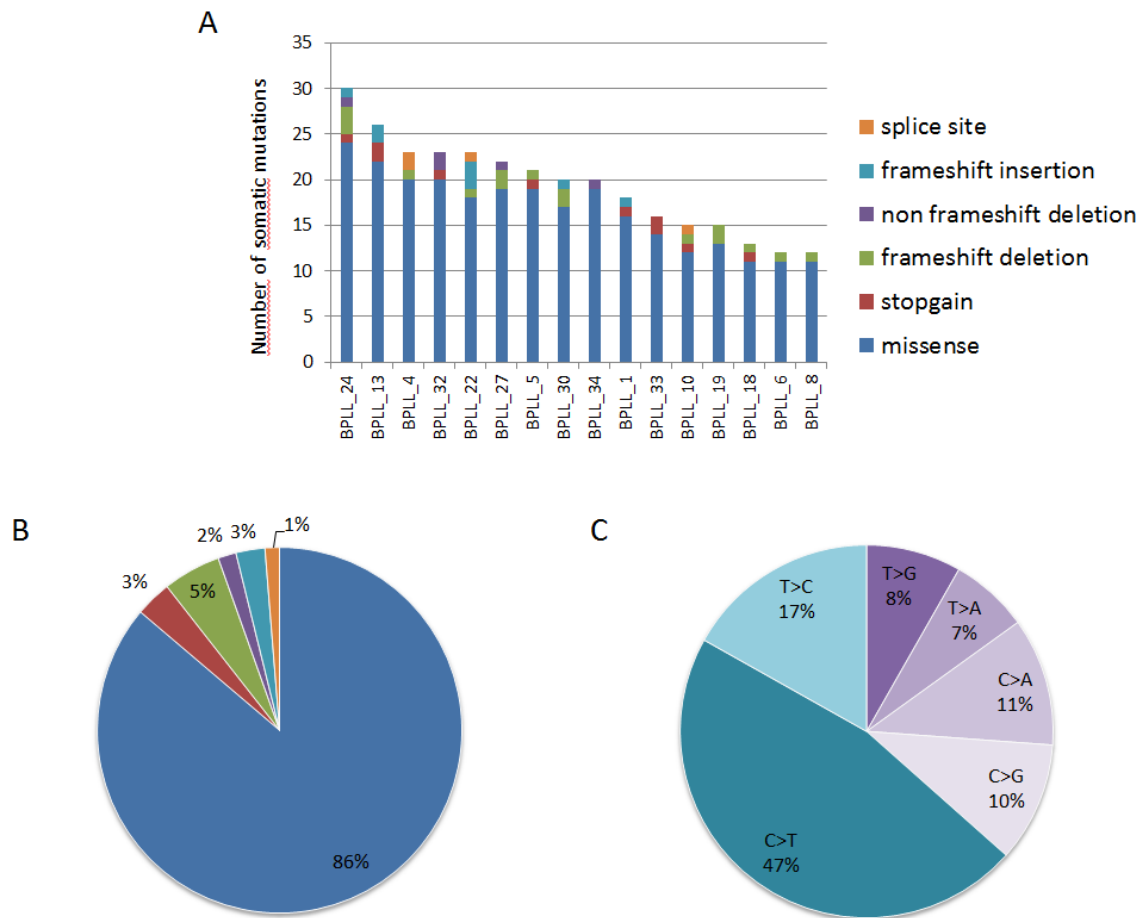 A
Number of somatic mutations
35
30
25
20
15
10
5
0
BPLL_24
BPLL_13
BPLL_4
BPLL_32
BPLL_22
BPLL_27
BPLL_5
BPLL_30
BPLL_34
BPLL_1
BPLL_33
BPLL_10
BPLL_19
BPLL_18
BPLL_6
BPLL_8
splice site
frameshift insertion
non frameshift deletion
frameshift deletion
stopgain
missense
B
3%
5%
2%
3%
1%
86%
C
T>G
8%
T>A
7%
C>A
11%
C>G
10%
C>T
47%
T>C
17%